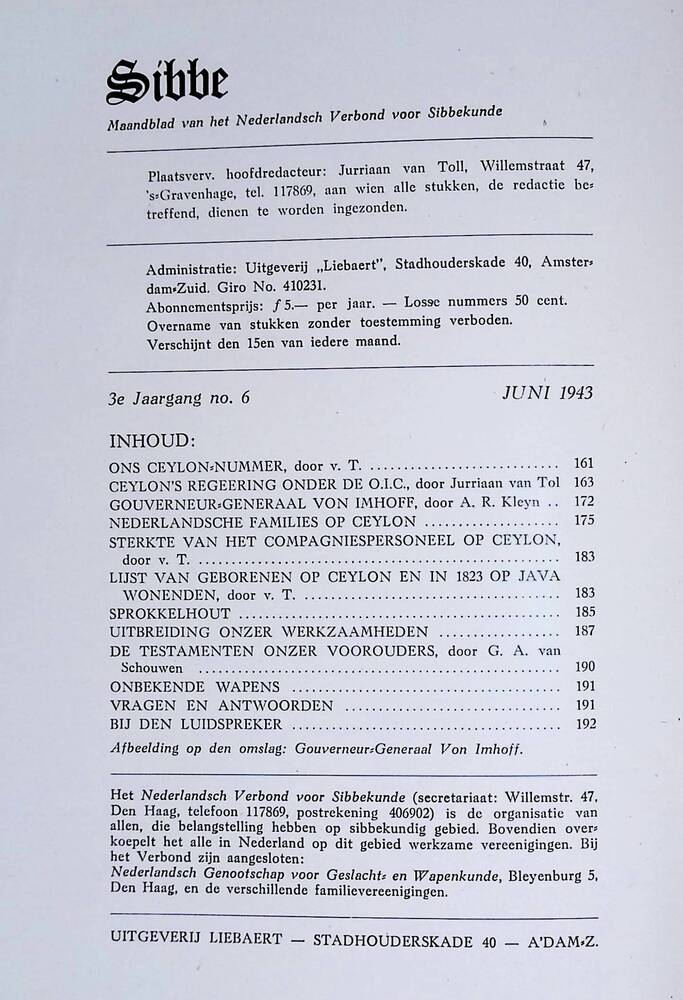 Sibbe
Maandblad van het Nederlandsch Verbond voor Sibbekunde
Plaatsverv. hoofdredacteur: Jurriaan van Toll, Willemstraat 47,
's=Gravenhage, tel. 117869, aan wien alle stukken, de redactie be=
treffend, dienen te worden ingezonden.
Administratie: Uitgeverij „Liebaert”, Stadhouderskade 40, Amster=
dam=Zuid. Giro No. 410231.
Abonnementsprijs: ƒ 5.— per jaar. — Losse nummers 50 cent.
Overname van stukken zonder toestemming verboden.
Verschijnt den 15en van iedere maand.
3e Jaargang no. 6 JUNI 1943
INHOUD:
ONS CEYLON=NUMMER, door v. T. ............................ 161
CEYLON'S REGEERING ONDER DE O.I.C., door Jurriaan van Tol 163
GOUVERNEUR=GENERAAL VON IMHOFF, door A. R. Kleyn .. 172
NEDERLANDSCHE FAMILIES OP CEYLON .................... 175
STERKTE VAN HET COMPAGNIESPERSONEEL OP CEYLON,
door v. T. ...................................................... 183
LIJST VAN GEBORENEN OP CEYLON EN IN 1823 OP JAVA
WONENDEN, door v. T. ...................................... 183
SPROKKELHOUT ................................................ 185
UITBREIDING ONZER WERKZAAMHEDEN .................. 187
DE TESTAMENTEN ONZER VOOROUDERS, door G. A. van
Schouwen ...................................................... 190
ONBEKENDE WAPENS ........................................ 191
VRAGEN EN ANTWOORDEN ................................ 191
BIJ DEN LUIDSPREKER ........................................ 192
Afbeelding op den omslag: Gouverneur=Generaal Von Imhoff.
Het Nederlandsch Verbond voor Sibbekunde (secretariaat: Willemstr. 47,
Den Haag, telefoon 117869, postrekening 406902) is de organisatie van
allen, die belangstelling hebben op sibbekundig gebied. Bovendien over=
koepelt het alle in Nederland op dit gebied werkzame vereenigingen. Bij
het Verbond zijn aangesloten:
Nederlandsch Genootschap voor Geslacht= en Wapenkunde, Bleyenburg 5,
Den Haag, en de verschillende familievereenigingen.
UITGEVERIJ LIEBAERT — STADHOUDERSKADE 40 — A'DAM=Z.